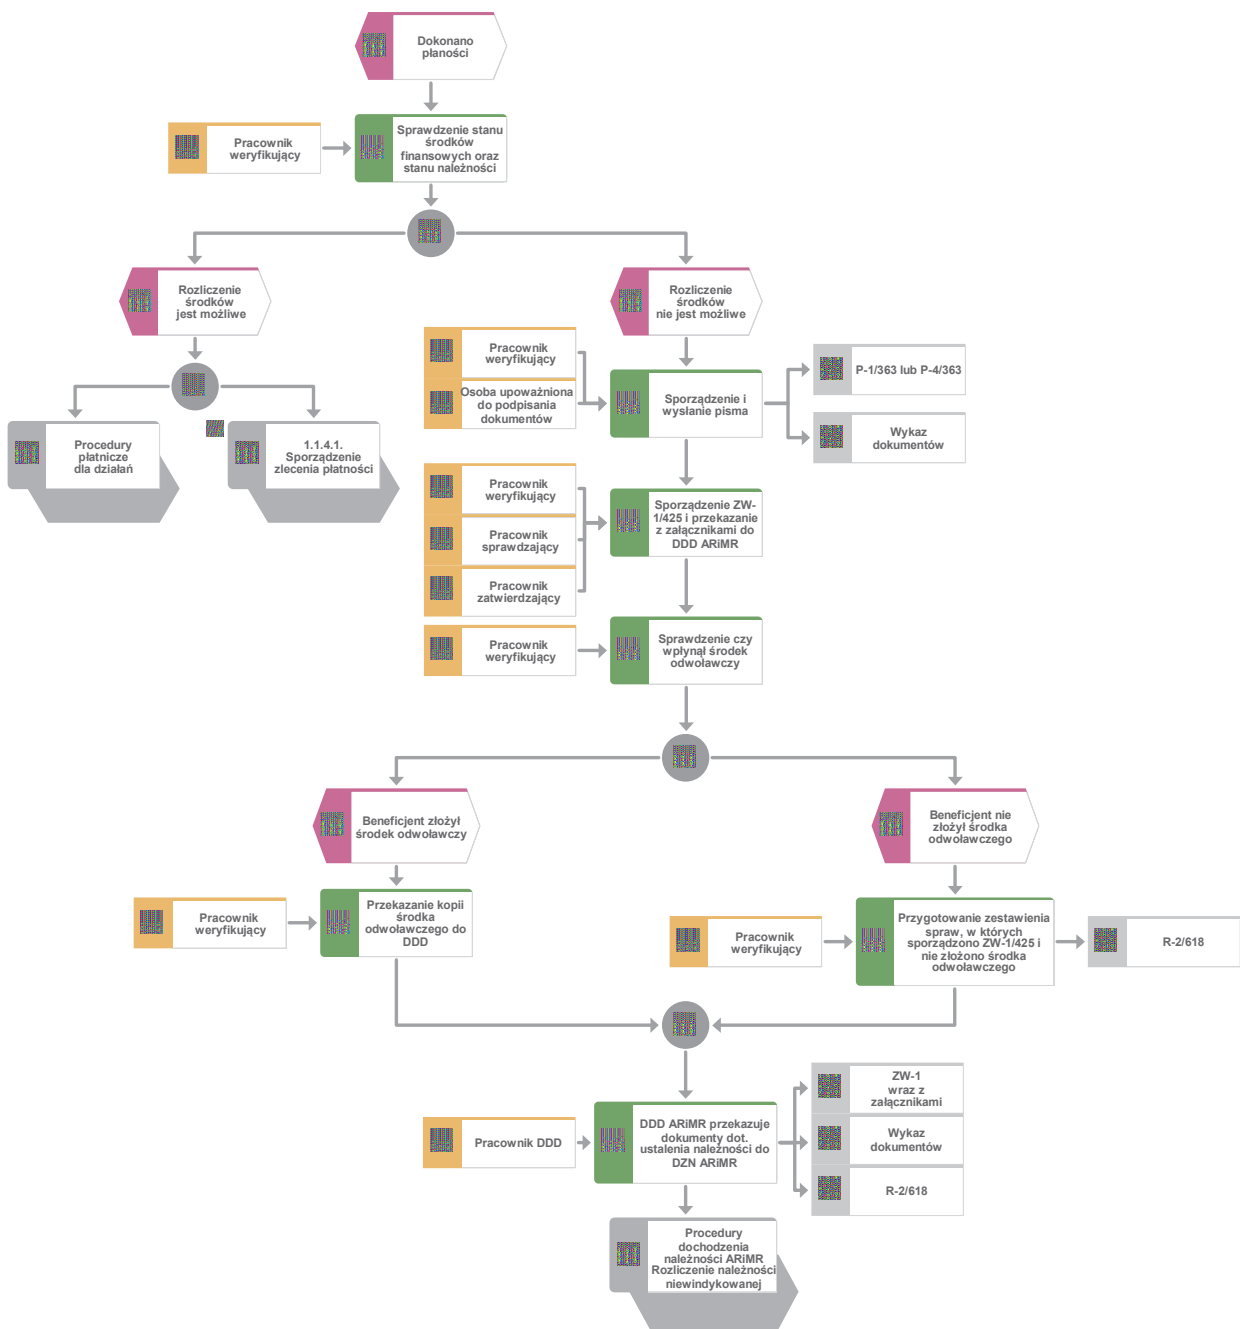 Dokonano
płaności
Pracownik
weryfikujący
Sprawdzenie stanu
środków
finansowych oraz
stanu należności
Rozliczenie
środków
jest możliwe
Rozliczenie
środków
nie jest możliwe
Procedury
płatnicze
dla działań
1.1.4.1.
Sporządzenie
zlecenia płatności
Pracownik
weryfikujący
Osoba upoważniona
do podpisania
dokumentów
Sporządzenie i
wysłanie pisma
P-1/363 lub P-4/363
Wykaz
dokumentów
Pracownik
weryfikujący
Pracownik
sprawdzający
Pracownik
zatwierdzający
Sporządzenie ZW-
1/425 i przekazanie
z załącznikami do
DDD ARiMR
Pracownik
weryfikujący
Sprawdzenie czy
wpłynął środek
odwoławczy
Beneficjent złożył
środek odwoławczy
Beneficjent nie
złożył środka
odwoławczego
Pracownik
weryfikujący
Przekazanie kopii
środka
odwoławczego do
DDD
Pracownik
weryfikujący
Przygotowanie zestawienia
spraw, w których
sporządzono ZW-1/425 i
nie złożono środka
odwoławczego
R-2/618
Pracownik DDD
DDD ARiMR przekazuje
dokumenty dot.
ustalenia należności do
DZN ARiMR
ZW-1
wraz z
załącznikami
Wykaz
dokumentów
R-2/618
Procedury
dochodzenia
należności ARiMR
Rozliczenie należności
niewindykowanej